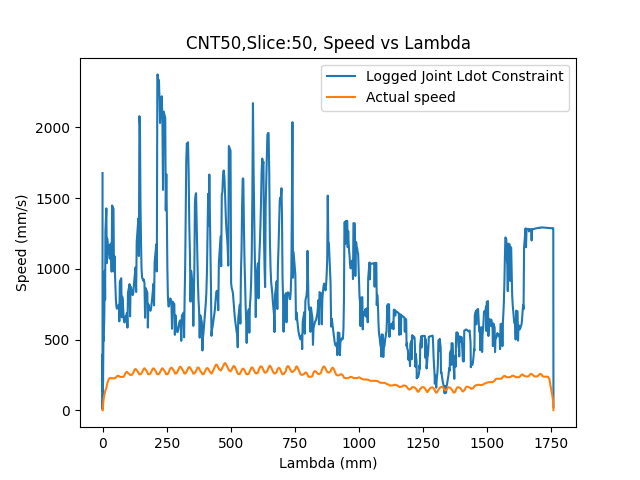 CNT50,Slice:50, Speed vs Lambda
Logged Joint Ldot Constraint
Actual speed
Speed (mm/s)
2000
1500
1000
500
0
0 250 500 750 1000 1250 1500 1750
Lambda (mm)